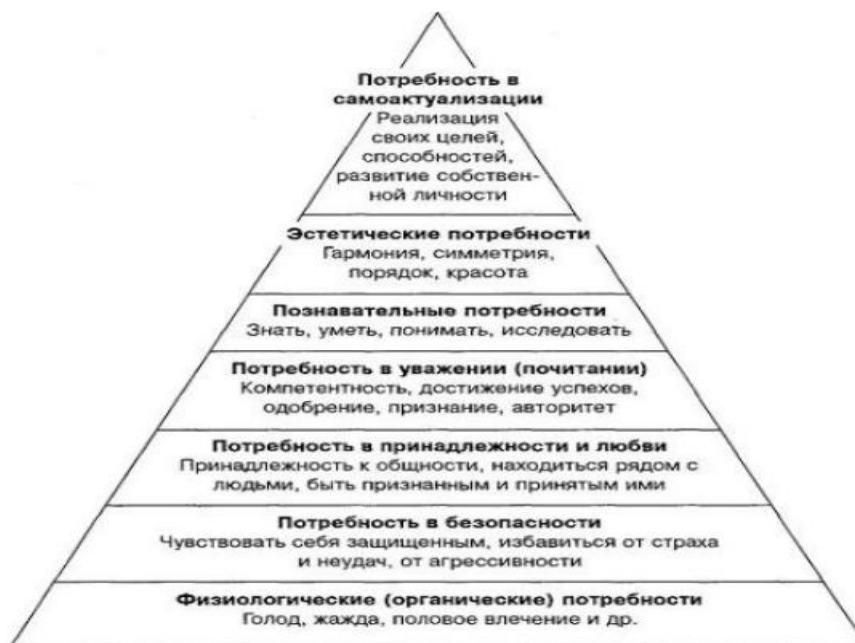 Потребность в
самоактуализации
Реализация
своих целей,
способностей,
развитие собствен-
ной личности
Эстетические потребности
Гармония, симметрия,
порядок, красота
Познавательные потребности
Знать, уметь, понимать, исследовать
Потребность в уважении (почитании)
Компетентность, достижение успехов,
одобрение, признание, авторитет
Потребность в принадлежности и любви
Принадлежность к общности, находиться рядом с
людьми, быть признанным и принятым ими
Потребность в безопасности
Чувствовать себя защищенным, избавиться от страха
и неудач, от агрессивности
Физиологические (органические) потребности
Голод, жажда, половое влечение и др.